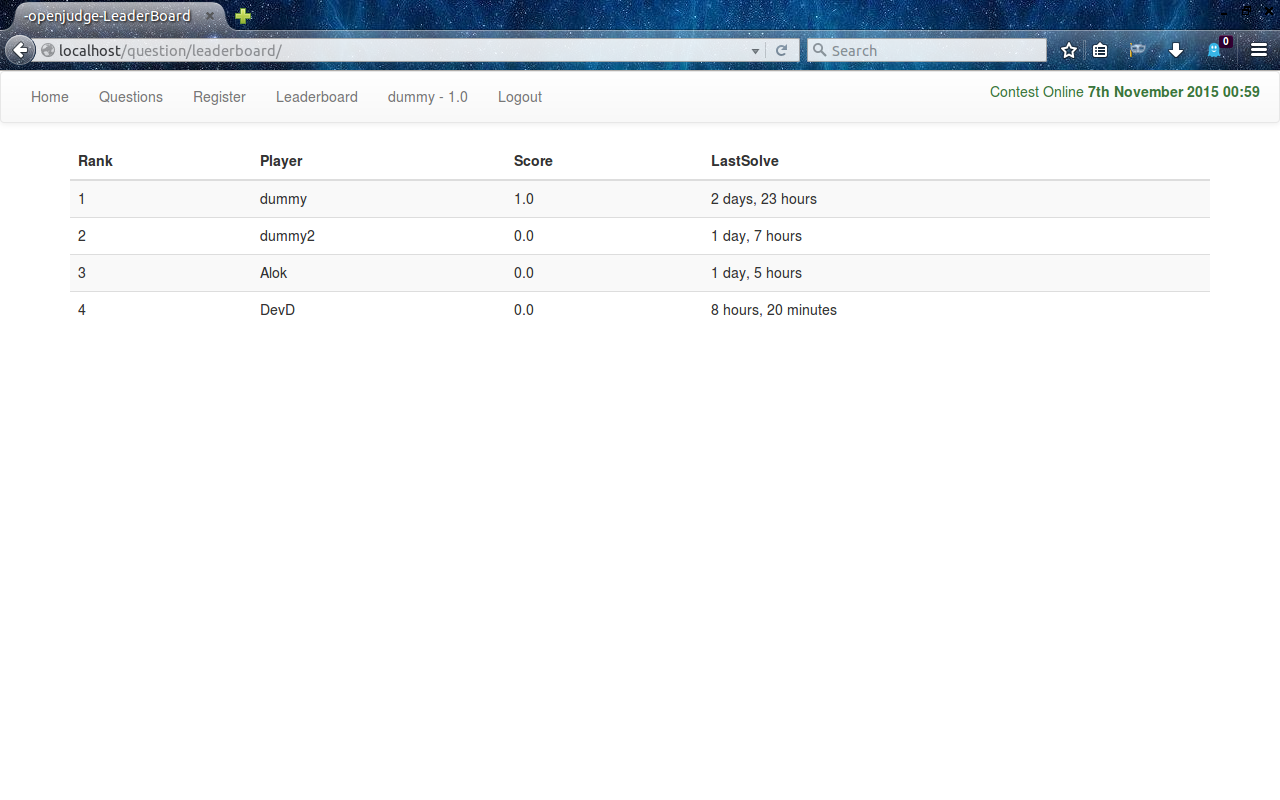 -openjudge-LeaderBoard
localhost/question/leaderboard/
Search
0
Home Questions Register Leaderboard dummy - 1.0 Logout Contest Online 7th November 2015 00:59
Rank Player Score LastSolve
1 dummy 1.0 2 days, 23 hours
2 dummy2 0.0 1 day, 7 hours
3 Alok 0.0 1 day, 5 hours
4 DevD 0.0 8 hours, 20 minutes